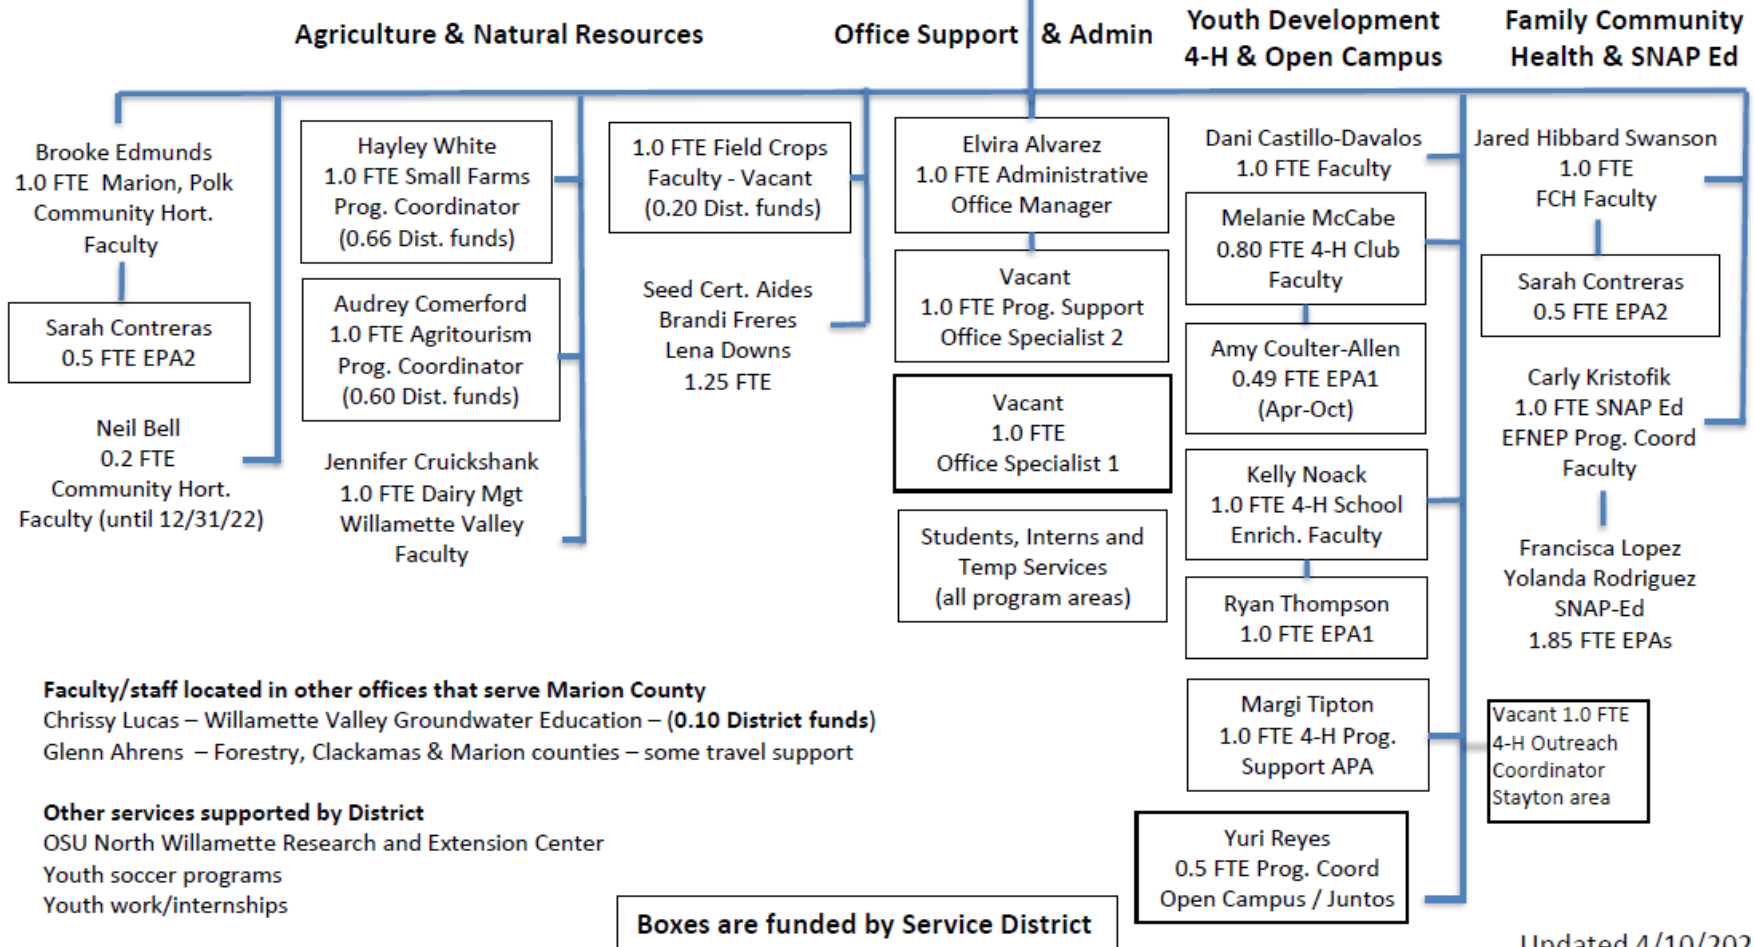 Agriculture & Natural Resources
Office Support & Admin
Youth Development
4-H & Open Campus
Family Community
Health & SNAP Ed
Brooke Edmunds
1.0 FTE Marion, Polk
Community Hort.
Faculty
Sarah Contreras
0.5 FTE EPA2
Neil Bell
0.2 FTE
Community Hort.
Faculty (until 12/31/22)
Hayley White
1.0 FTE Small Farms
Prog. Coordinator
(0.66 Dist. funds)
Audrey Comerford
1.0 FTE Agritourism
Prog. Coordinator
(0.60 Dist. funds)
Jennifer Cruickshank
1.0 FTE Dairy Mgt
Willamette Valley
Faculty
1.0 FTE Field Crops
Faculty - Vacant
(0.20 Dist. funds)
Seed Cert. Aides
Brandi Freres
Lena Downs
1.25 FTE
Elvira Alvarez
1.0 FTE Administrative
Office Manager
Vacant
1.0 FTE Prog. Support
Office Specialist 2
Vacant
1.0 FTE
Office Specialist 1
Students, Interns and
Temp Services
(all program areas)
Dani Castillo-Davalos
1.0 FTE Faculty
Melanie McCabe
0.80 FTE 4-H Club
Faculty
Amy Coulter-Allen
0.49 FTE EPA1
(Apr-Oct)
Kelly Noack
1.0 FTE 4-H School
Enrich. Faculty
Ryan Thompson
1.0 FTE EPA1
Margi Tipton
1.0 FTE 4-H Prog.
Support APA
Yuri Reyes
0.5 FTE Prog. Coord
Open Campus / Juntos
Jared Hibbard Swanson
1.0 FTE
FCH Faculty
Sarah Contreras
0.5 FTE EPA2
Carly Kristofik
1.0 FTE SNAP Ed
EFNEP Prog. Coord
Faculty
Francisca Lopez
Yolanda Rodriguez
SNAP-Ed
1.85 FTE EPAs
Vacant 1.0 FTE
4-H Outreach
Coordinator
Stayton area
Faculty/staff located in other offices that serve Marion County
Chrissy Lucas – Willamette Valley Groundwater Education – (0.10 District funds)
Glenn Ahrens – Forestry, Clackamas & Marion counties – some travel support
Other services supported by District
OSU North Willamette Research and Extension Center
Youth soccer programs
Youth work/internships
Boxes are funded by Service District
Updated 4/10/202